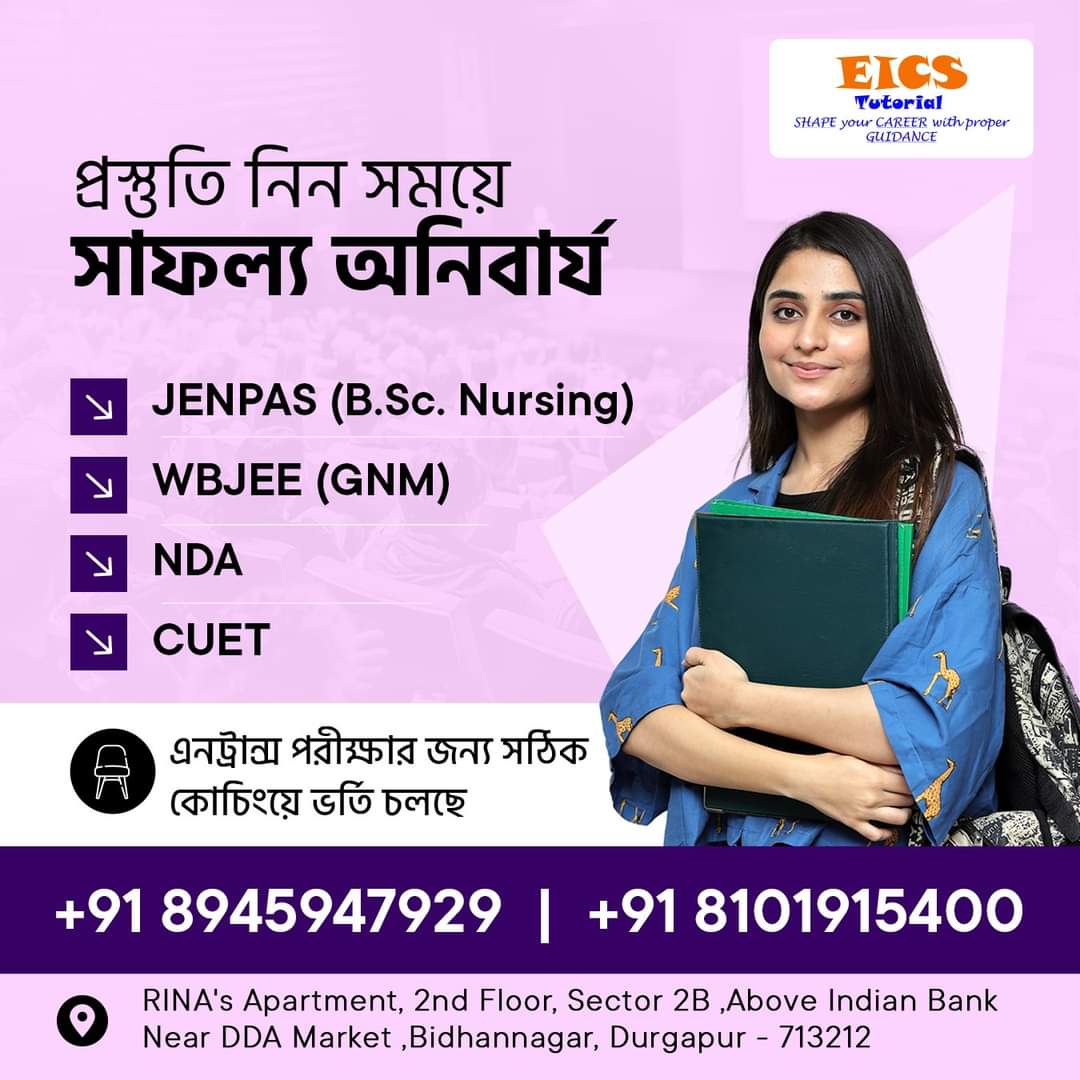 EICS
Tutorial
SHAPE your CAREER with proper
GUIDANCE
প্রস্তুতি নিন সময়ে
সাফল্য অনিবার্য
JENPAS (B.Sc. Nursing)
WBJEE (GNM)
NDA
CUET
এনট্রান্স পরীক্ষার জন্য সঠিক
কোচিংয়ে ভর্তি চলছে
+91 8945947929 | +91 8101915400
RINA's Apartment, 2nd Floor, Sector 2B ,Above Indian Bank
Near DDA Market ,Bidhannagar, Durgapur - 713212